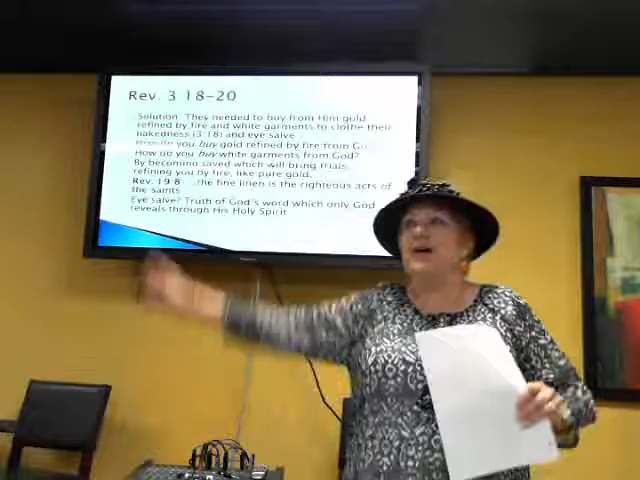 Rev. 3 18-20
Solution: They needed to buy from Him gold
refined by fire and white garments to clothe their
nakedness (3:18) and eye salve
How do you buy gold refined by fire from G
How do you buy white garments from God?
By becoming saved which will bring trials,
refining you by fire, like pure gold.
Rev. 19 8 ...the fine linen is the righteous acts of
the saints
Eye salve? Truth of God's word which only God
reveals through His Holy Spirit